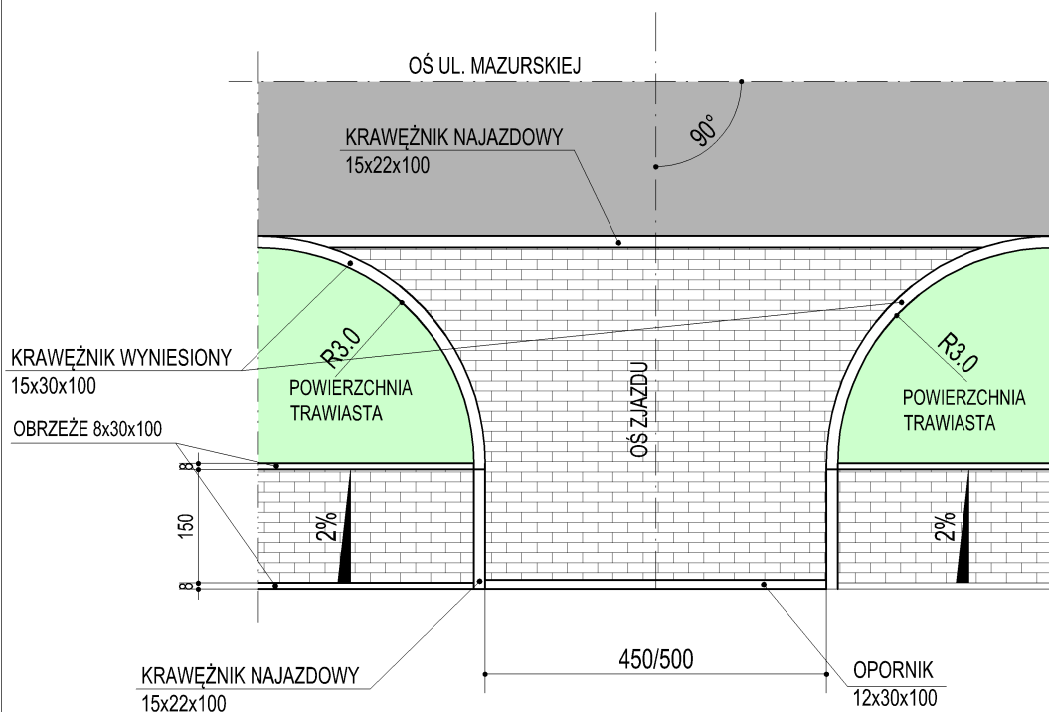 OŚ UL. MAZURSKIEJ
90°
KRAWĘŻNIK NAJAZDOWY
15x22x100
KRAWĘŻNIK WYNIESIONY
15x30x100
R3.0
POWIERZCHNIA
TRAWIASTA
OŚ ZJAZDU
R3.0
POWIERZCHNIA
TRAWIASTA
OBRZEŻE 8x30x100
8
150
8
2%
2%
KRAWĘŻNIK NAJAZDOWY
15x22x100
450/500
OPORNIK
12x30x100